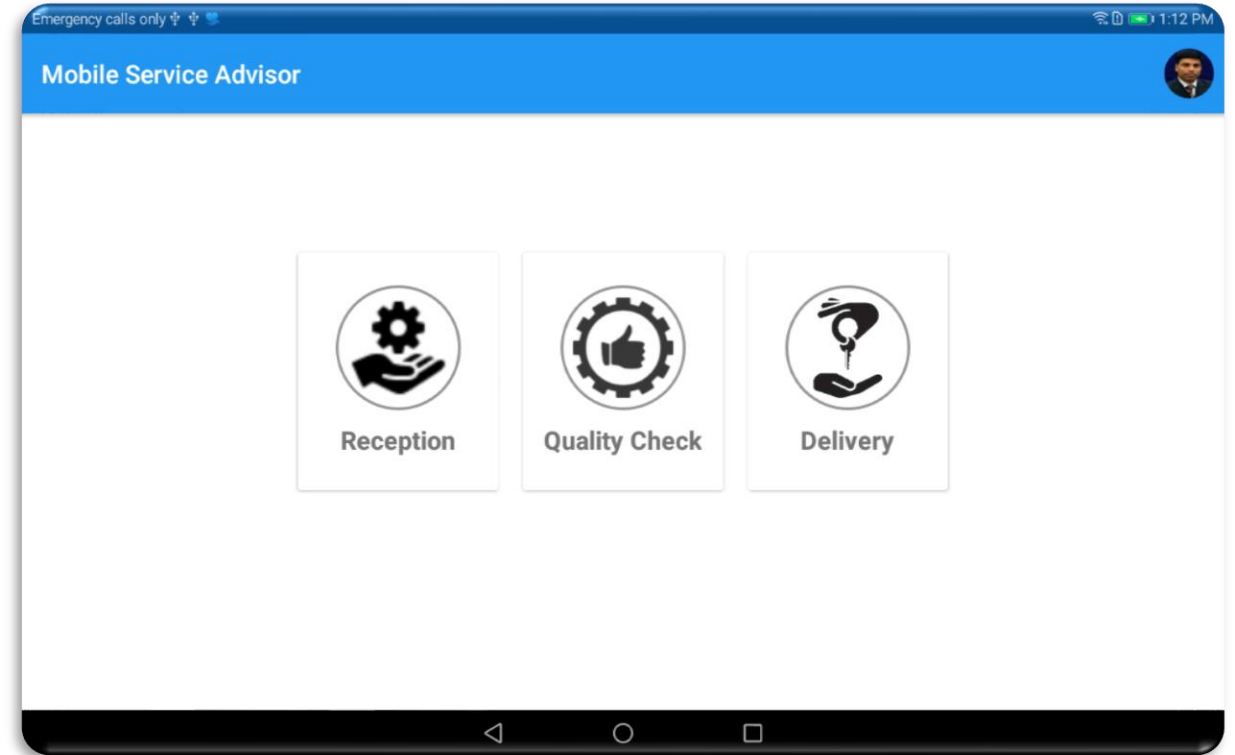 Emergency calls only
1:12 PM
Mobile Service Advisor
Reception
Quality Check
Delivery